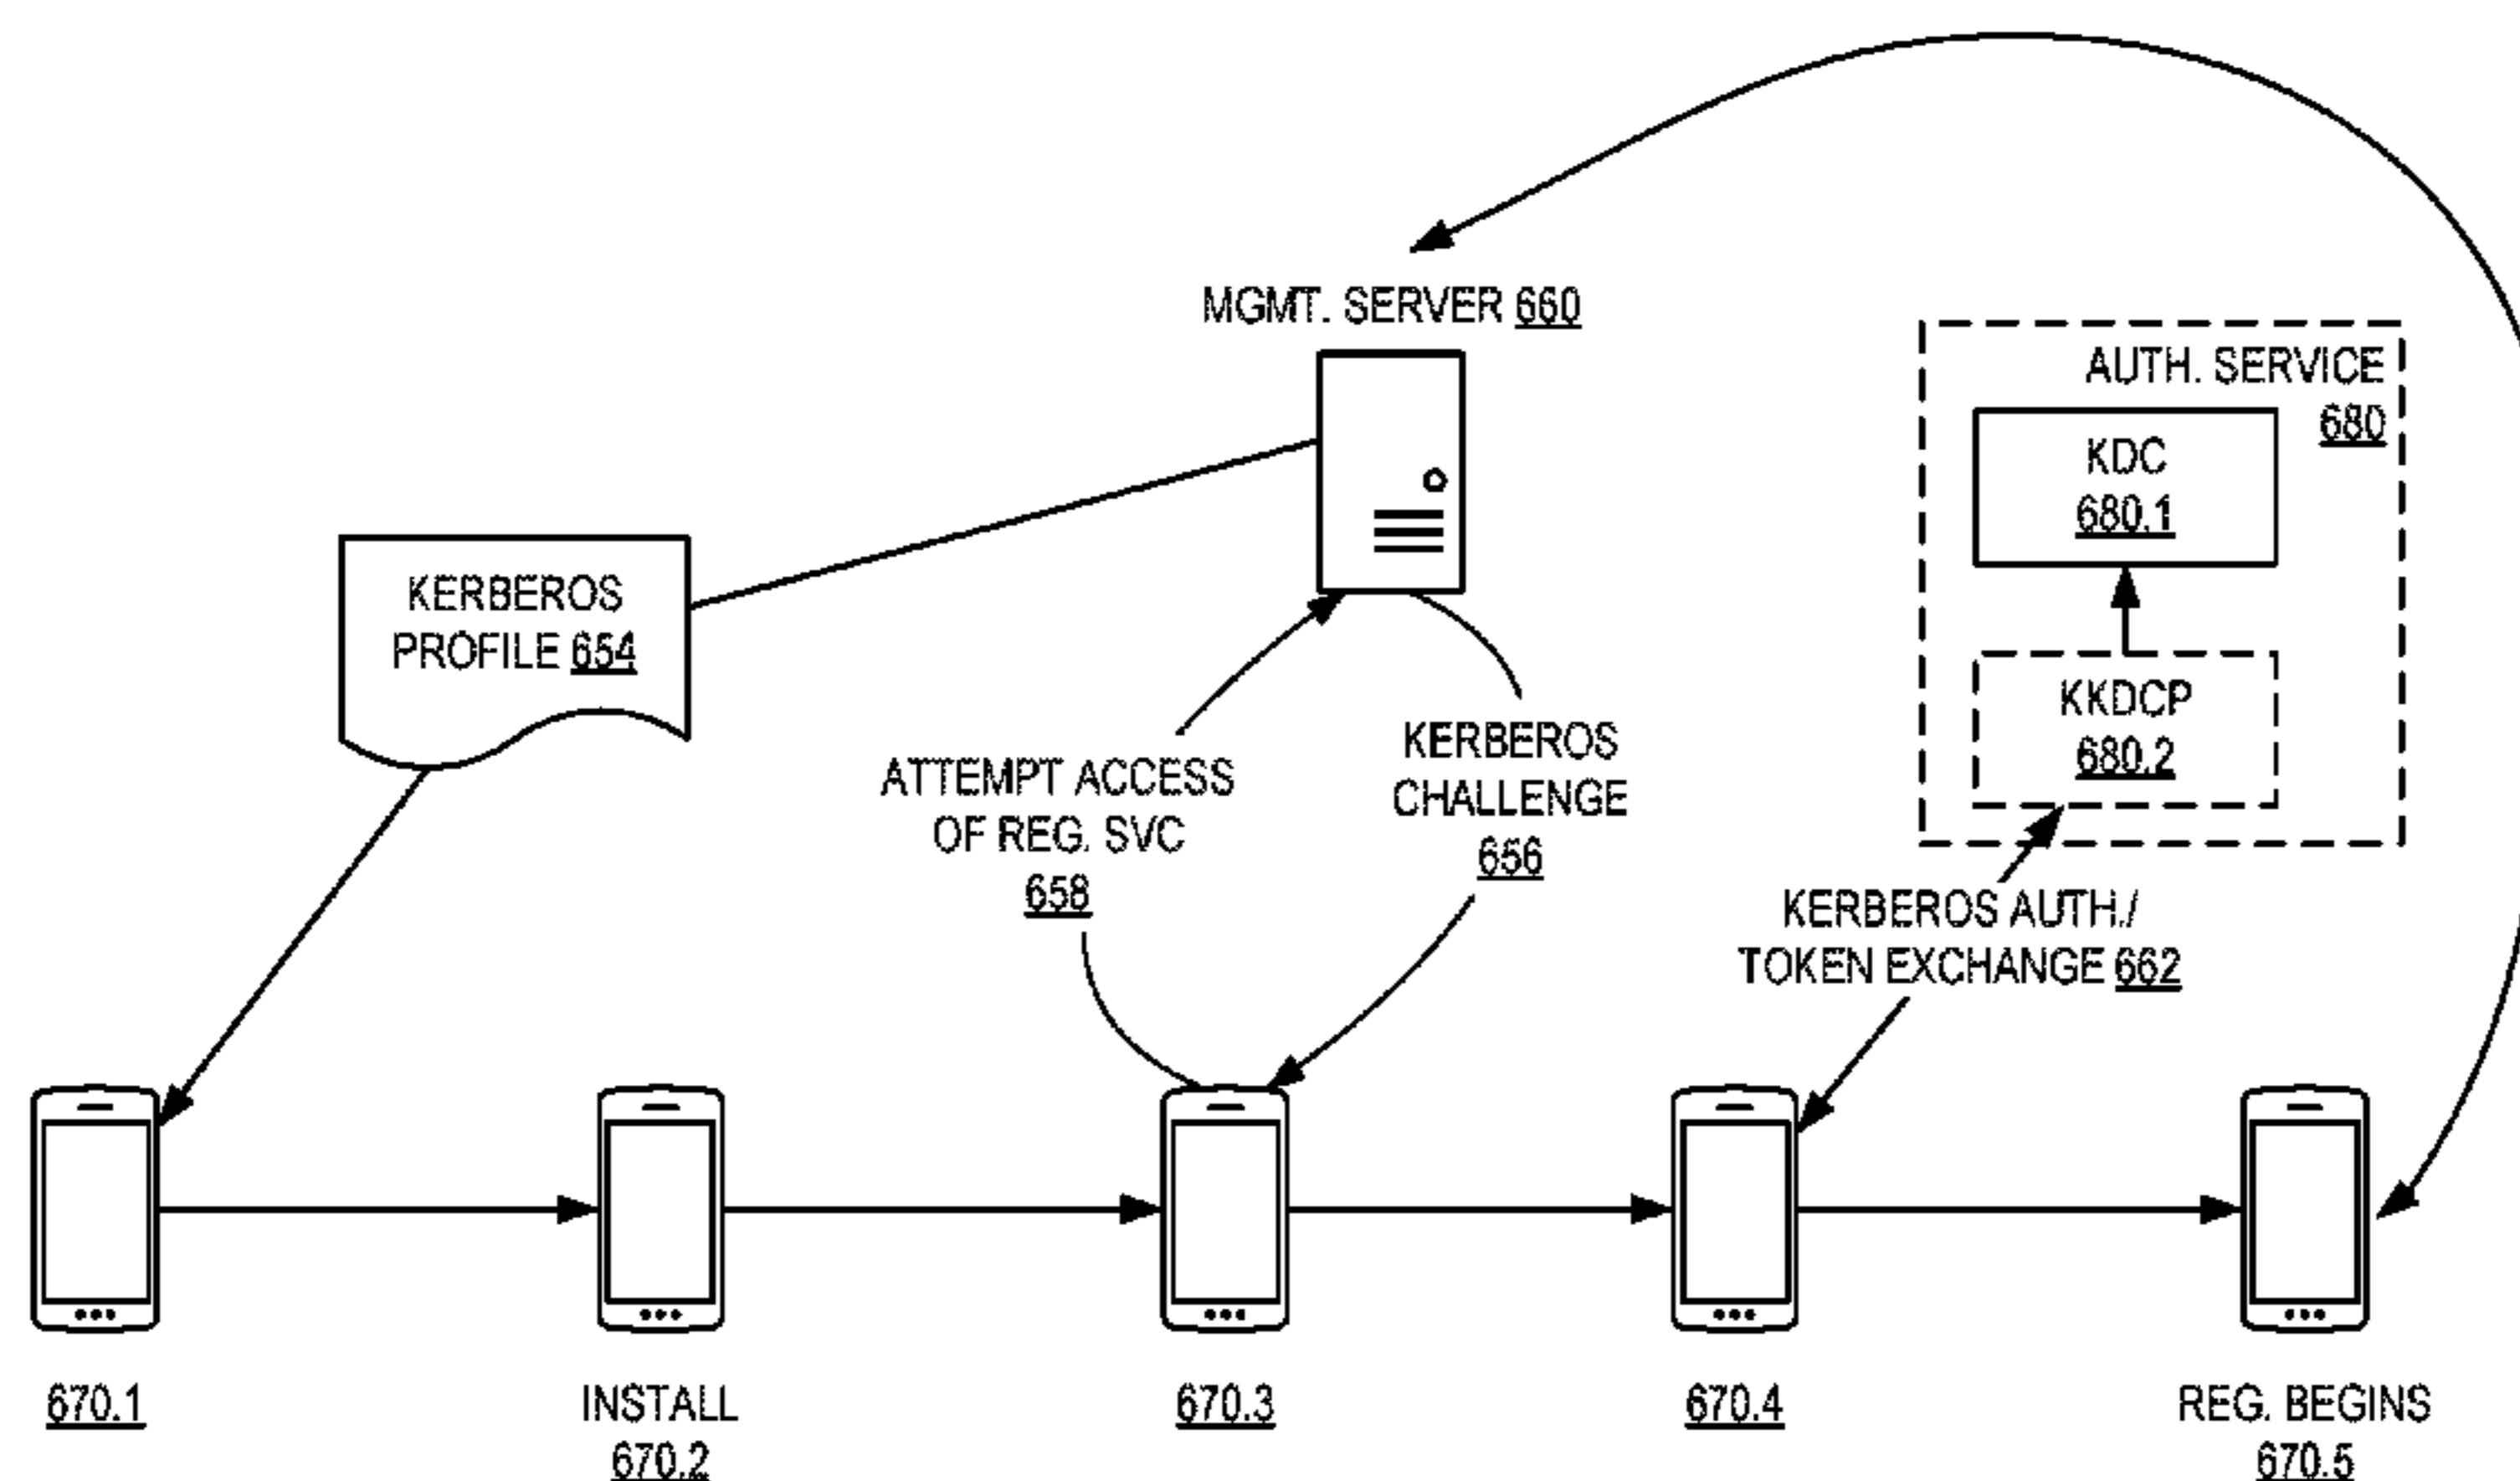 MGMT. SERVER 660
AUTH. SERVICE
680
KDC
680.1
KKDCP
680.2
KERBEROS
PROFILE 654
ATTEMPT ACCESS
OF REG. SVC
658
KERBEROS
CHALLENGE
656
KERBEROS AUTH./
TOKEN EXCHANGE 662
670.1
INSTALL
670.2
670.3
670.4
REG. BEGINS
670.5